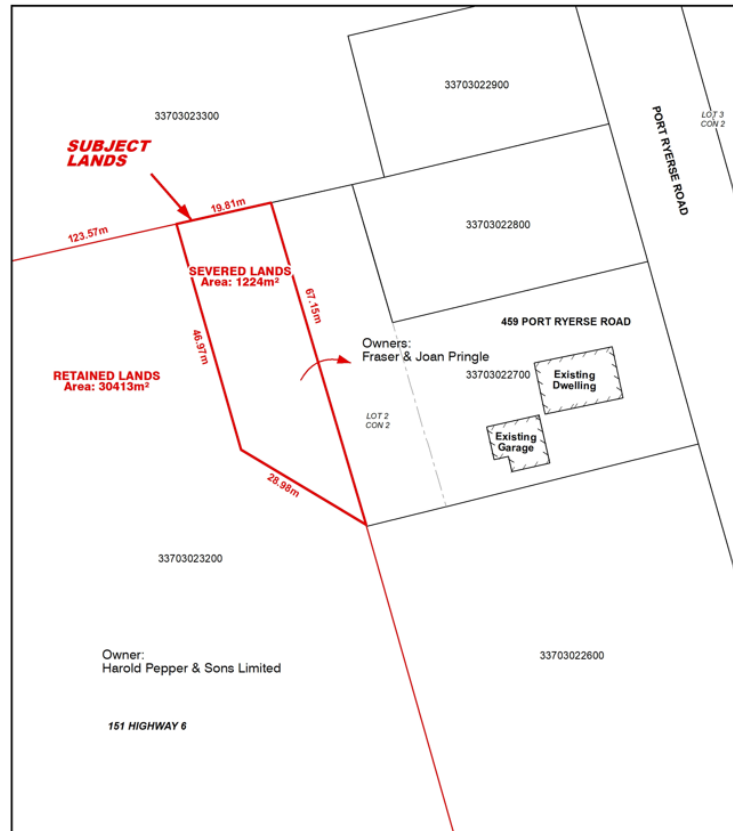 33703022900
33703023300
LOT 3
CON 2
PORT RYERSE ROAD
SUBJECT
LANDS
19.81m
123.57m
33703022800
SEVERED LANDS
Area: 1224m²
67.15m
459 PORT RYERSE ROAD
46.97m
Owners:
Fraser & Joan Pringle
RETAINED LANDS
Area: 30413m²
33703022700
Existing
Dwelling
LOT 2
CON 2
Existing
Garage
28.98m
33703023200
Owner:
Harold Pepper & Sons Limited
33703022600
151 HIGHWAY 6